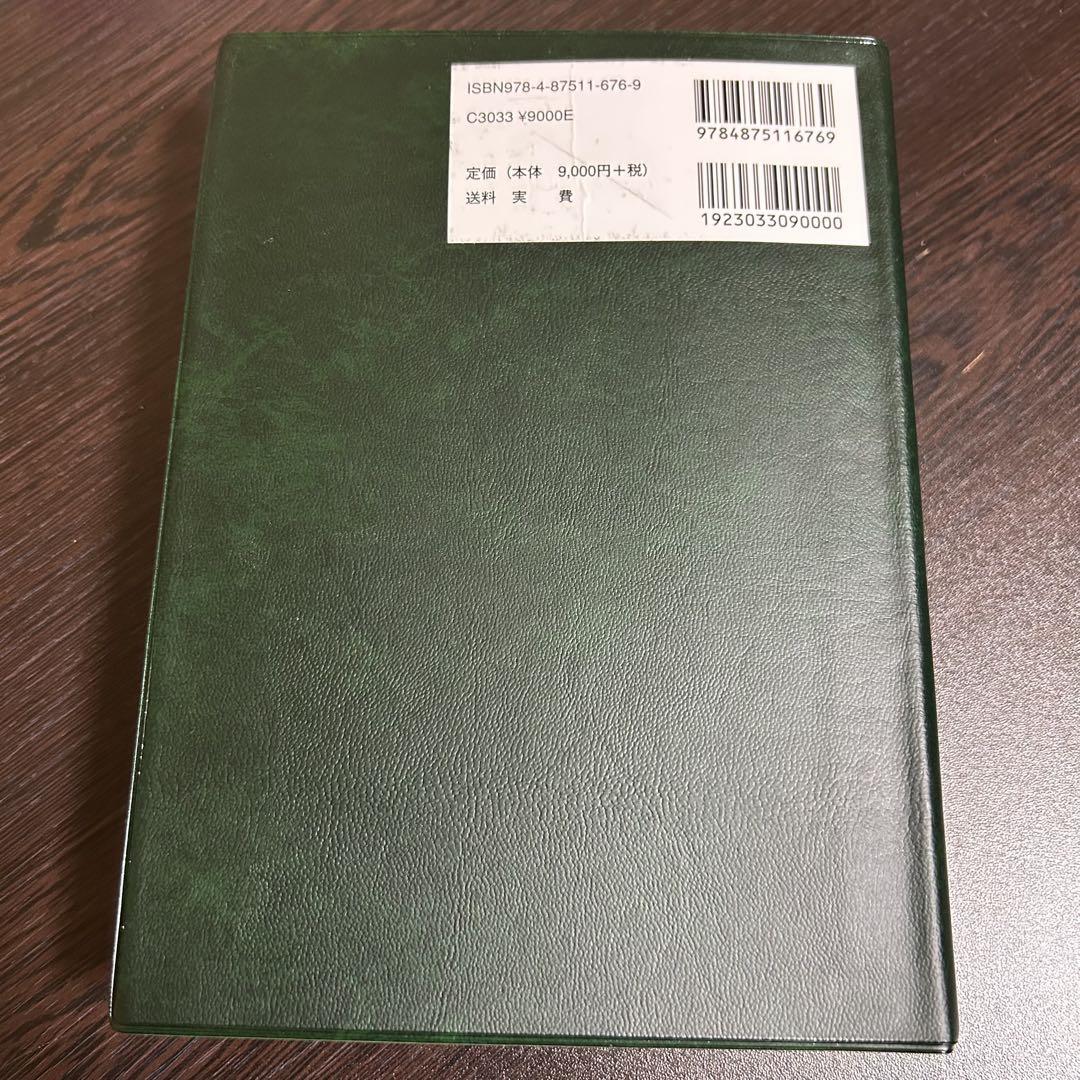 ISBN978-4-87511-676-9
C3033 ¥9000E
定価（本体　9,000円＋税）
送料　実　　費
9784875116769
1923033090000